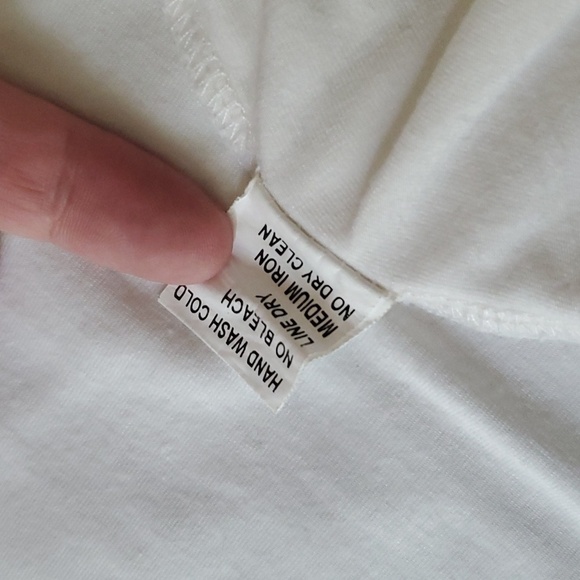 HAND WASH COLD
NO BLEACH
LINE DRY
MEDIUM IRON
NO DRY CLEAN